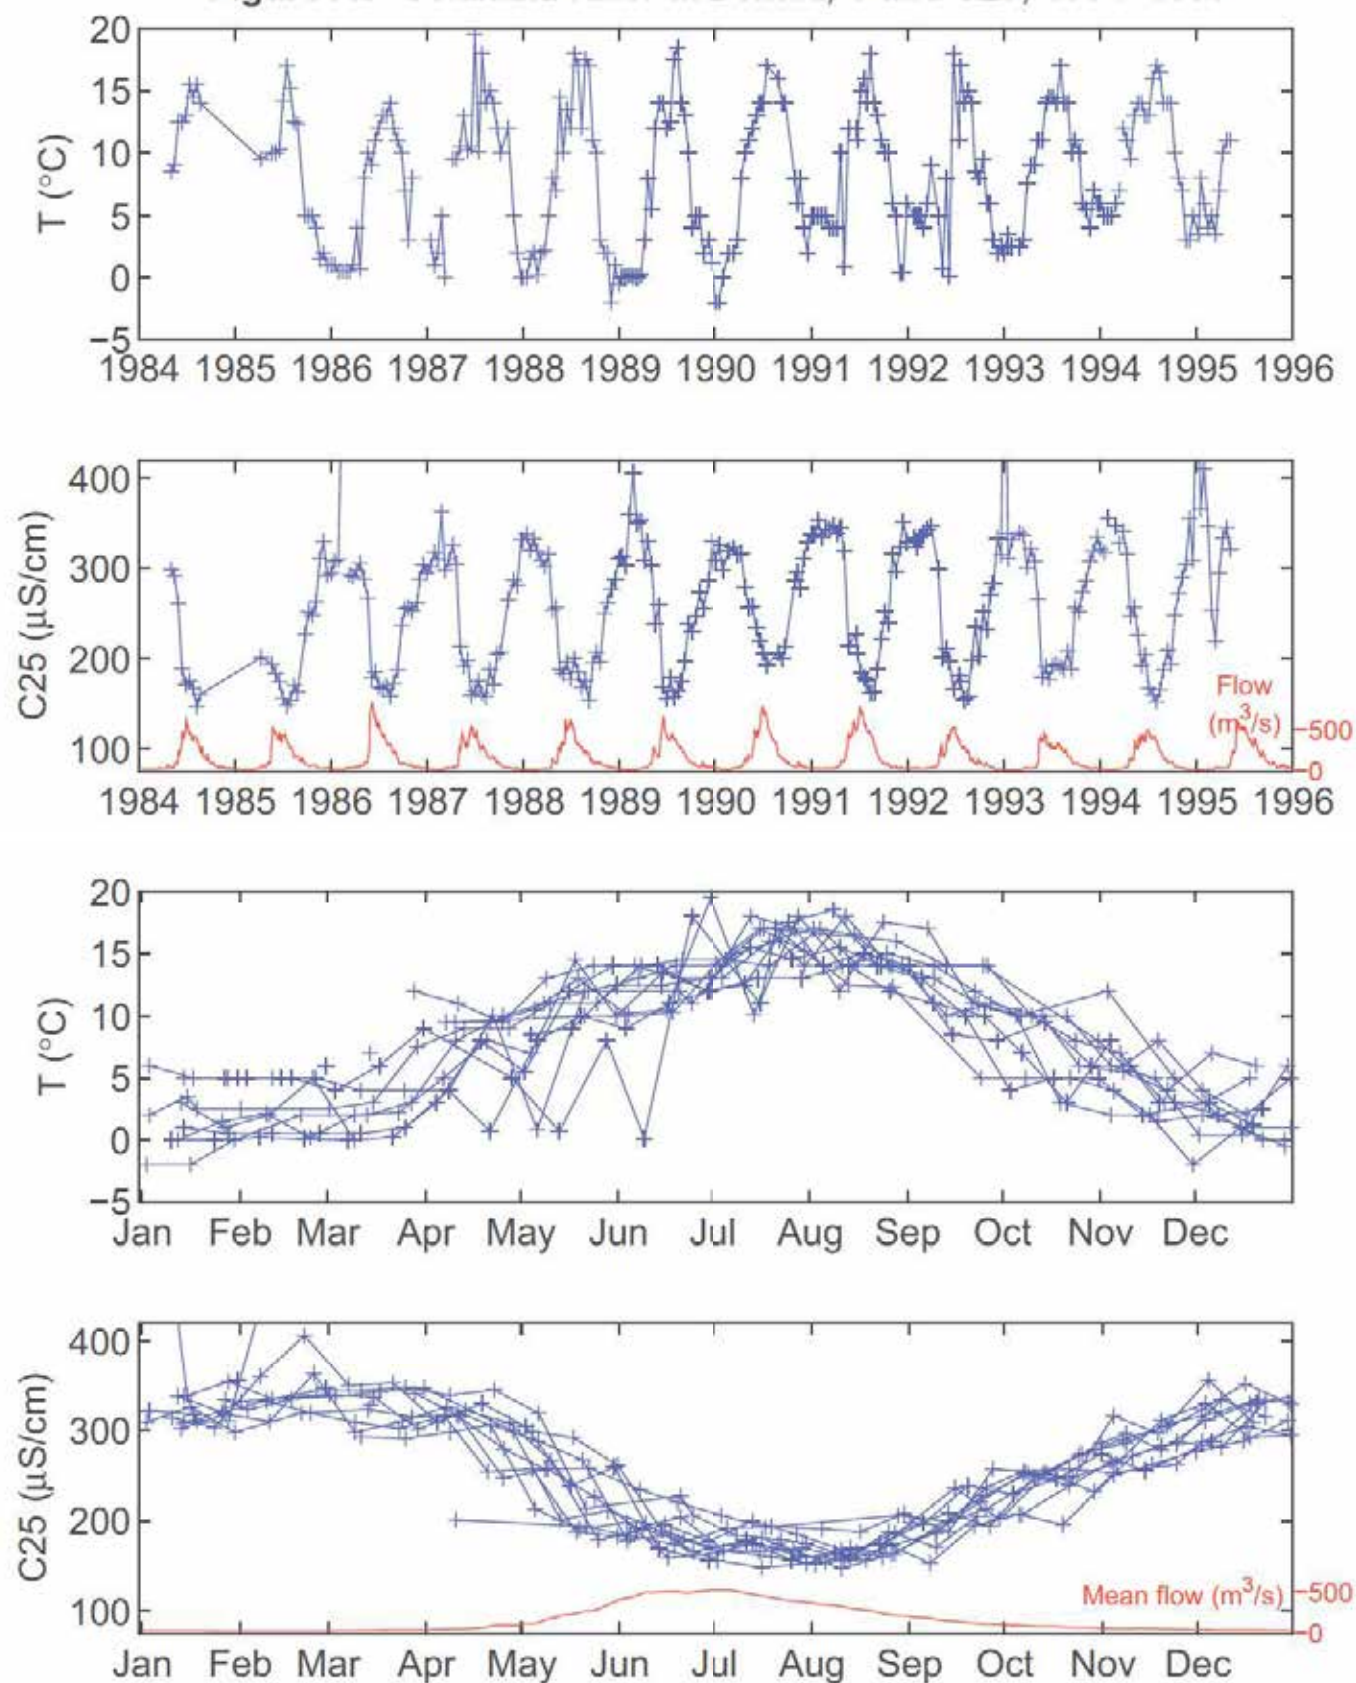 20
15
10
5
0
−5
T (°C)
1984 1985 1986 1987 1988 1989 1990 1991 1992 1993 1994 1995 1996
400
300
200
100
C25 (μS/cm)
Flow
(m³/s)
500
0
1984 1985 1986 1987 1988 1989 1990 1991 1992 1993 1994 1995 1996
20
15
10
5
0
−5
T (°C)
Jan Feb Mar Apr May Jun Jul Aug Sep Oct Nov Dec
400
300
200
100
C25 (μS/cm)
Mean flow (m³/s)
500
0
Jan Feb Mar Apr May Jun Jul Aug Sep Oct Nov Dec